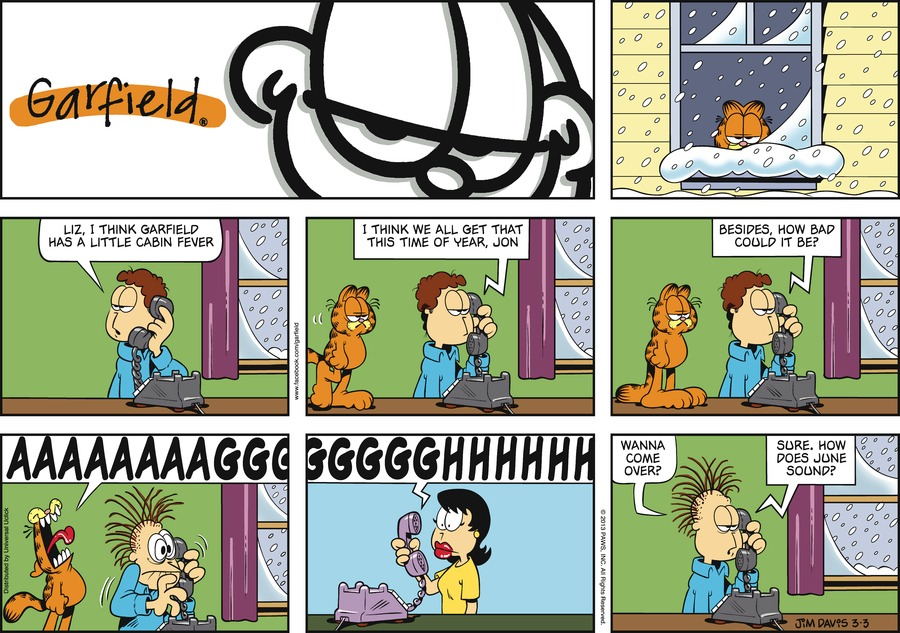 Garfield®
LIZ, I THINK GARFIELD
HAS A LITTLE CABIN FEVER
www.facebook.com/garfield
I THINK WE ALL GET THAT
THIS TIME OF YEAR, JON
BESIDES, HOW BAD
COULD IT BE?
AAAAAAAAGGG
Distributed by Universal Uclick
GGGGGHHHHHH
© 2013 PAWS, INC. All Rights Reserved.
WANNA
COME
OVER?
SURE. HOW
DOES JUNE
SOUND?
JIM DAVIS 3-3